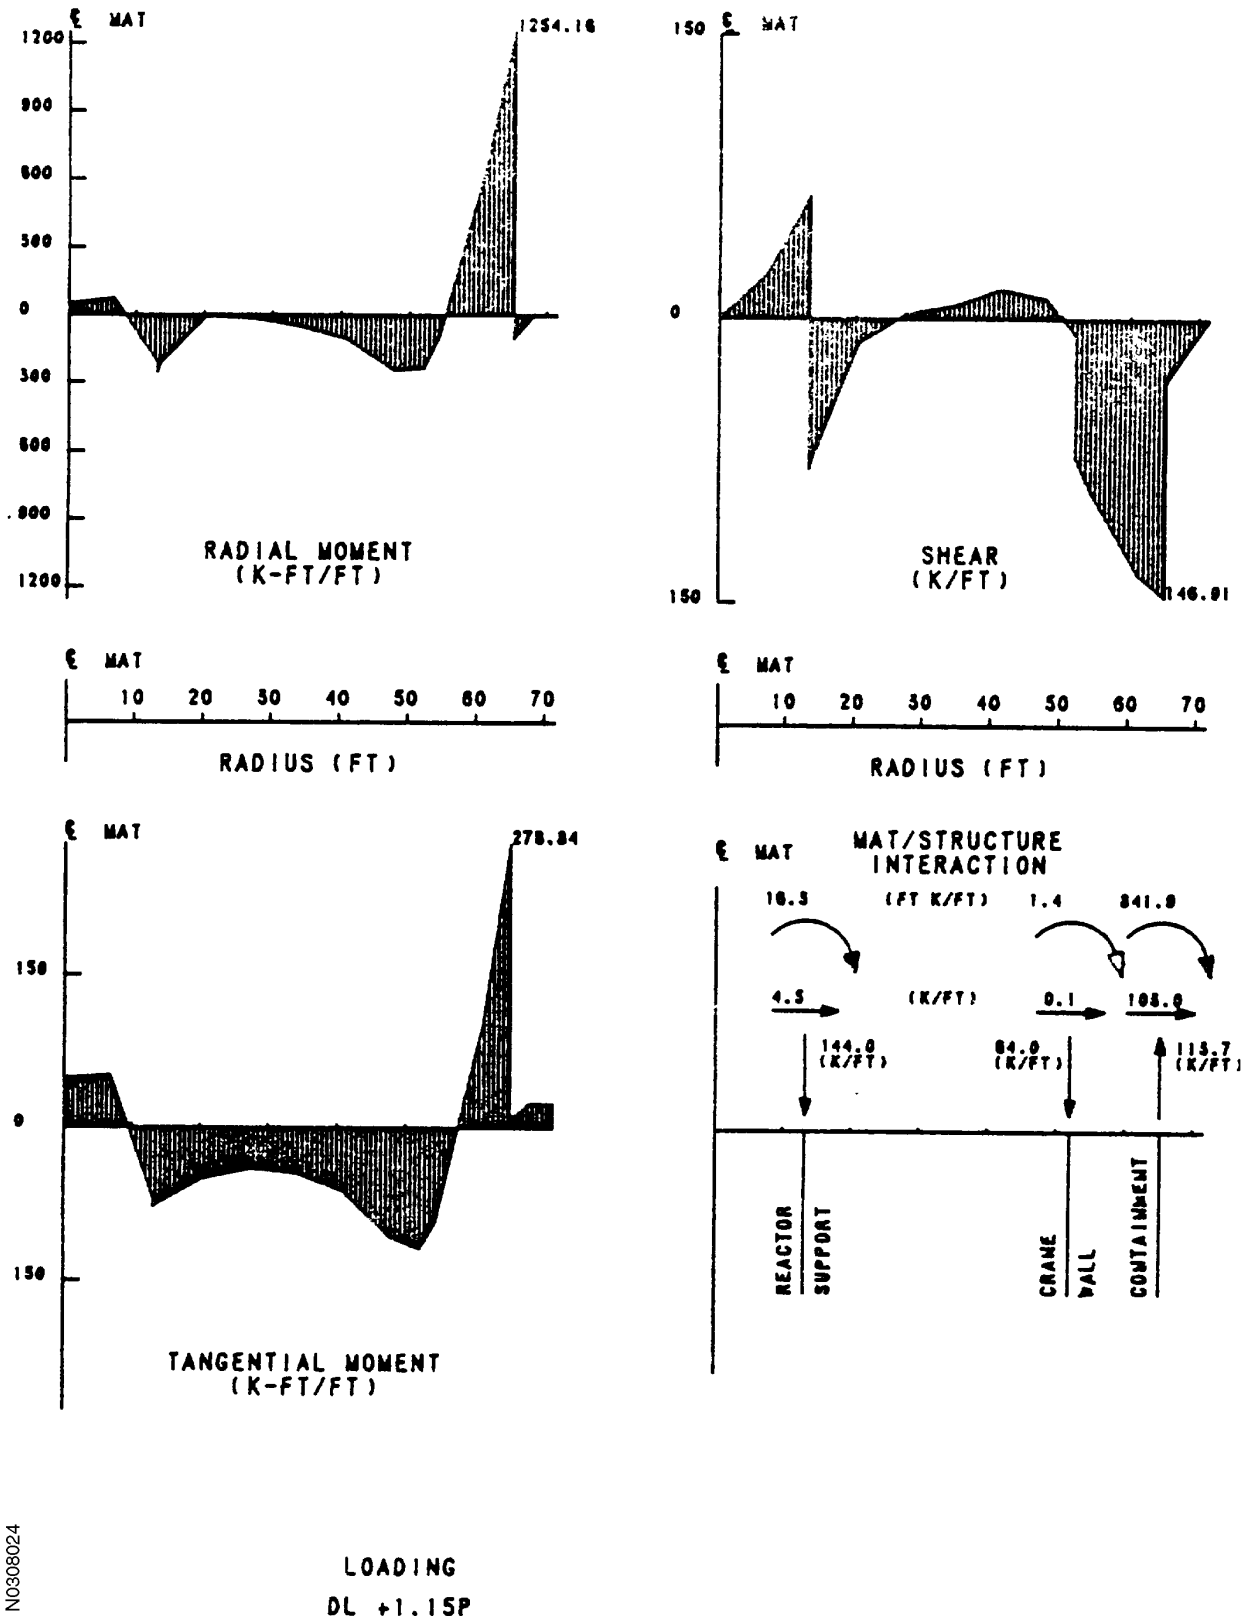 ℄ MAT
1254.16
1200
900
600
300
0
300
600
900
1200
RADIAL MOMENT
(K-FT/FT)
℄ MAT
150
0
150
146.91
SHEAR
(K/FT)
℄ MAT
10 20 30 40 50 60 70
RADIUS (FT)
℄ MAT
10 20 30 40 50 60 70
RADIUS (FT)
℄ MAT
278.84
150
0
150
TANGENTIAL MOMENT
(K-FT/FT)
℄ MAT
MAT/STRUCTURE
INTERACTION
16.5 (FT K/FT) 1.4 841.9
4.5 (K/FT) 0.1
144.0
(K/FT)
84.0
(K/FT)
115.7
(K/FT)
REACTOR
SUPPORT
CRANE
WALL
CONTAINMENT
N0308024
LOADING
DL +1.15P